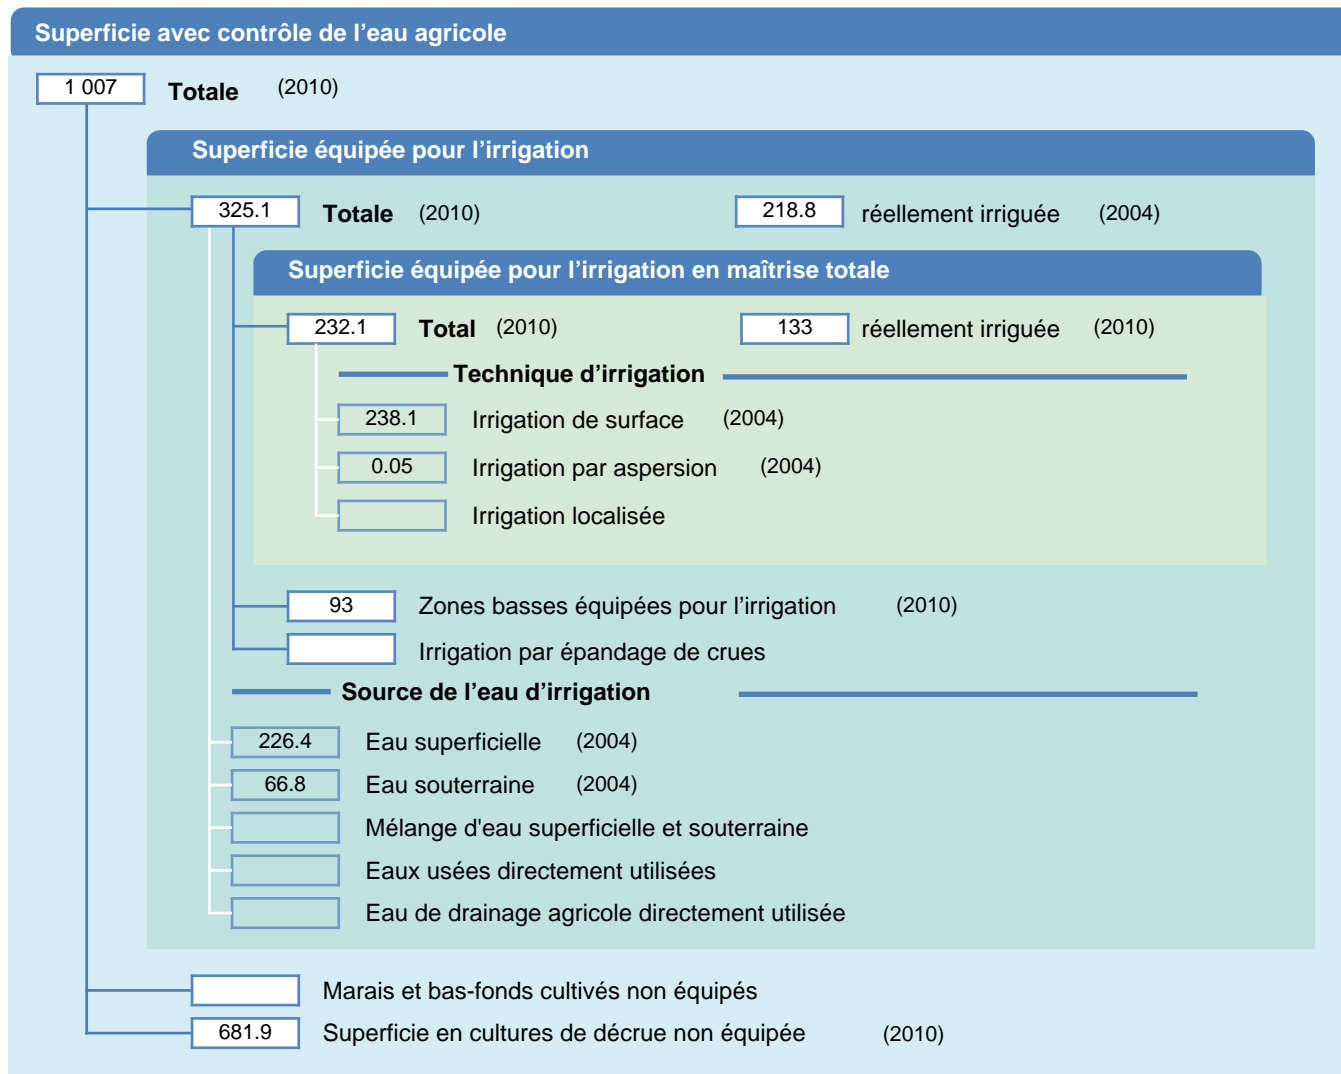 Superficie avec contrôle de l’eau agricole
1 007 Totale (2010)
Superficie équipée pour l’irrigation
325.1 Totale (2010) 218.8 réellement irriguée (2004)
Superficie équipée pour l’irrigation en maîtrise totale
232.1 Total (2010) 133 réellement irriguée (2010)
Technique d’irrigation
238.1 Irrigation de surface (2004)
0.05 Irrigation par aspersion (2004)
Irrigation localisée
93 Zones basses équipées pour l’irrigation (2010)
Irrigation par épandage de crues
Source de l’eau d’irrigation
226.4 Eau superficielle (2004)
66.8 Eau souterraine (2004)
Mélange d'eau superficielle et souterraine
Eaux usées directement utilisées
Eau de drainage agricole directement utilisée
Marais et bas-fonds cultivés non équipés
681.9 Superficie en cultures de décrue non équipée (2010)